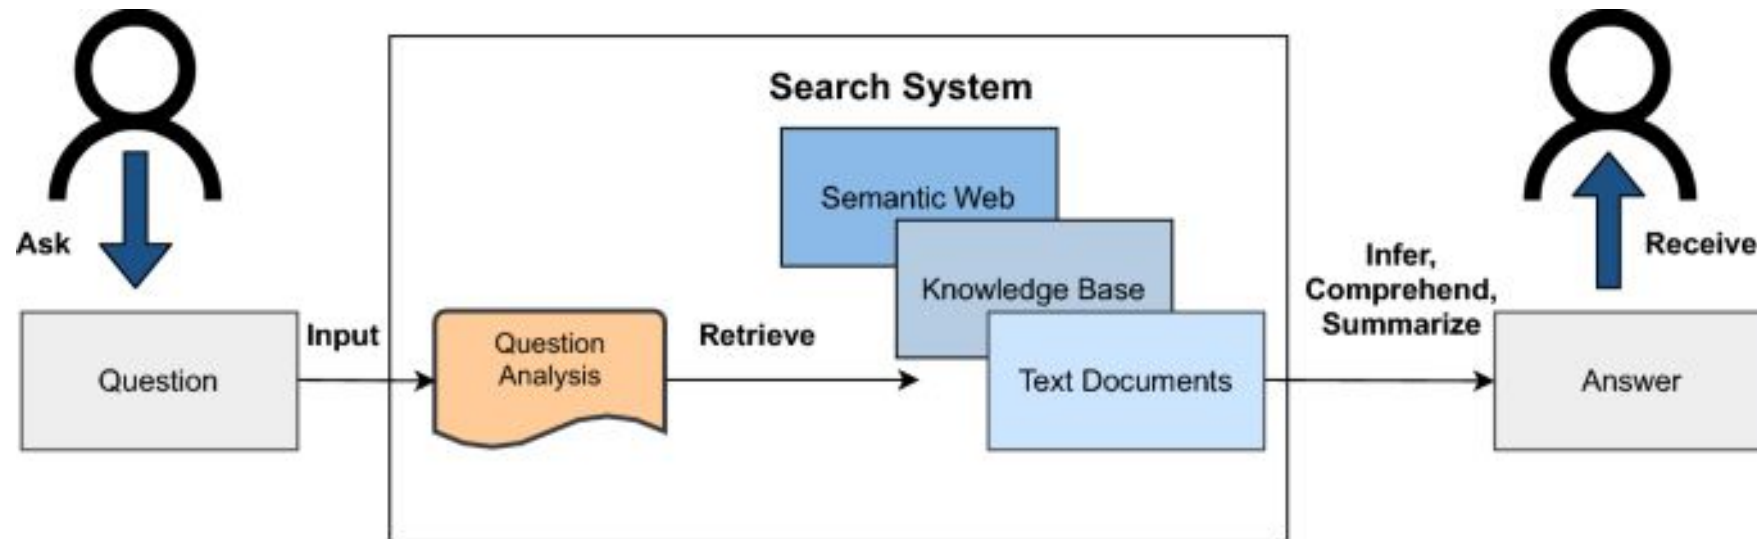 Search System
Semantic Web
Ask
Receive
Infer,
Comprehend,
Summarize
Knowledge Base
Input
Question
Analysis
Retrieve
Question
Text Documents
Answer